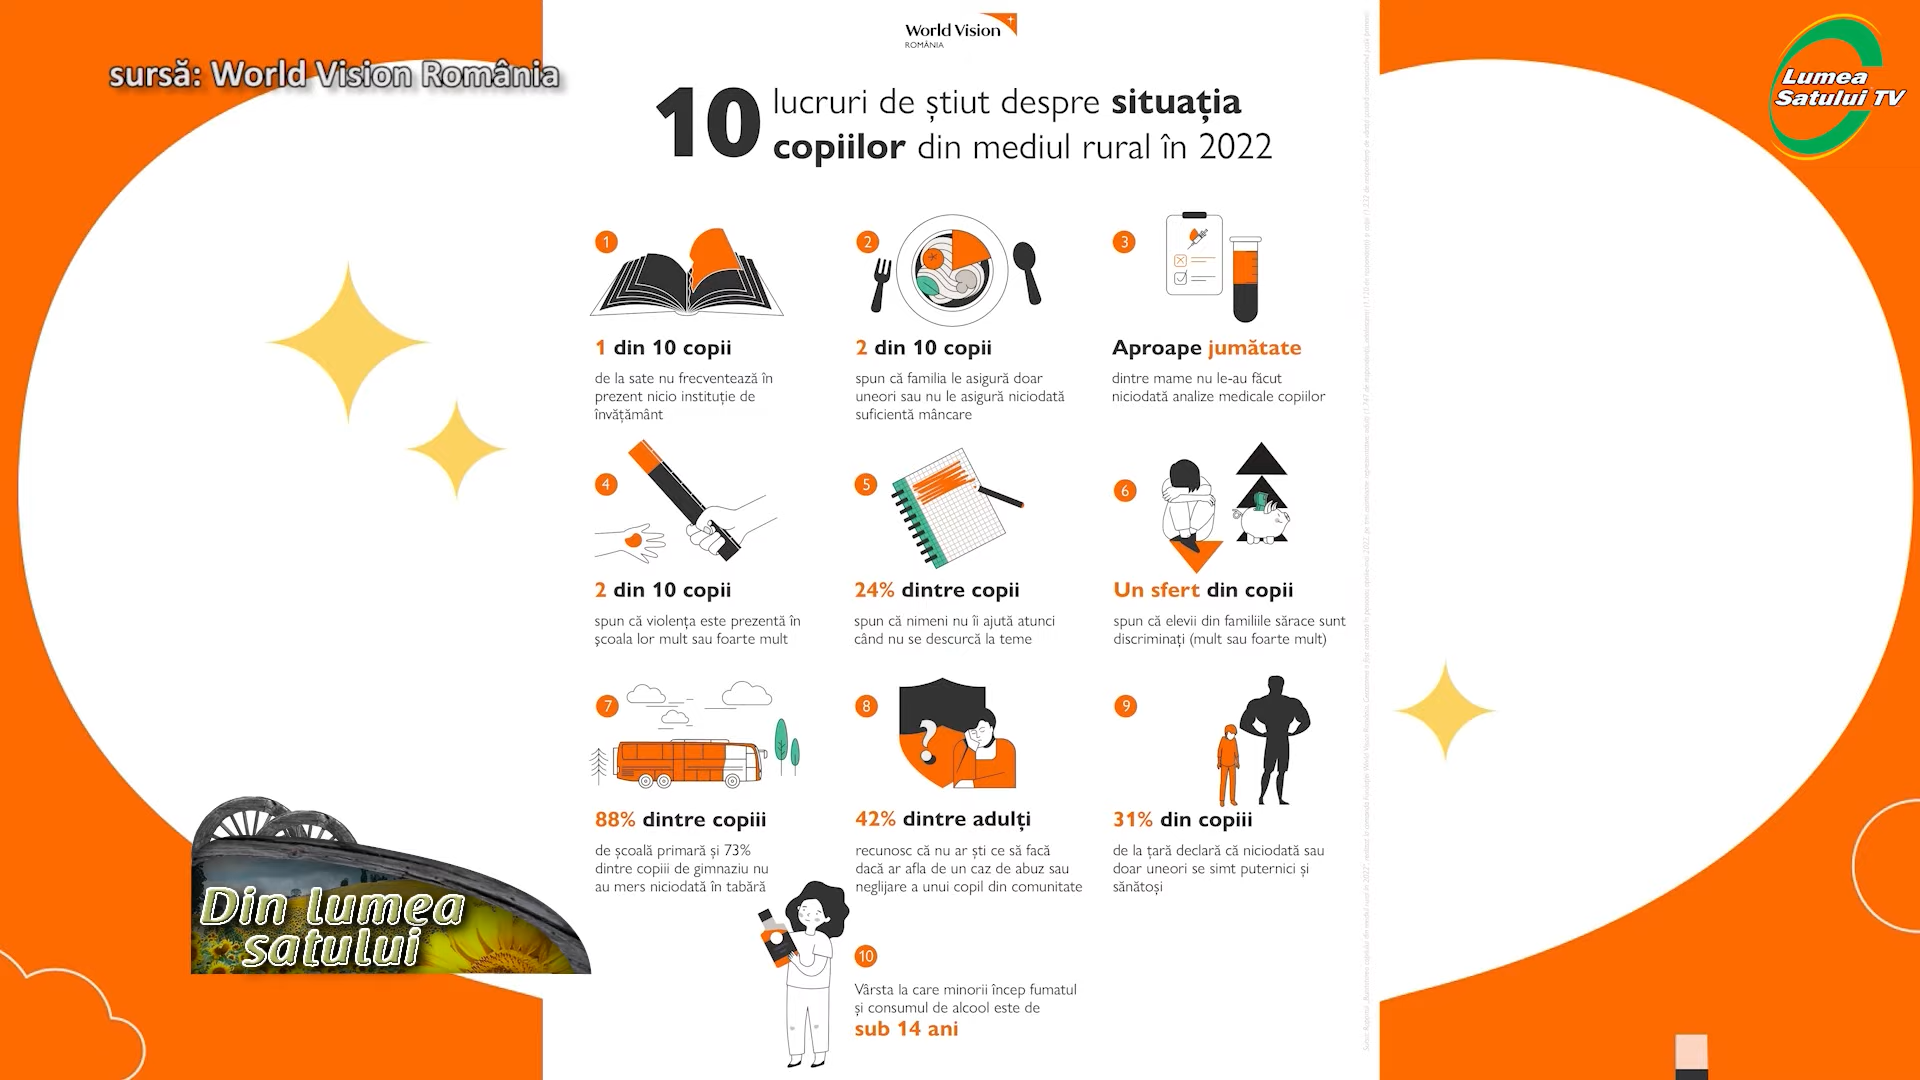 sursă: World Vision România
World Vision
ROMÂNIA
Lumea
Satului TV
10 lucruri de știut despre situația
copiilor din mediul rural în 2022
1
1 din 10 copii
de la sate nu frecventează în
prezent nicio instituție de
învățământ
2
2 din 10 copii
spun că familia le asigură doar
uneori sau nu le asigură niciodată
suficientă mâncare
3
Aproape jumătate
dintre mame nu le-au făcut
niciodată analize medicale copiilor
4
2 din 10 copii
spun că violența este prezentă în
școala lor mult sau foarte mult
5
24% dintre copii
spun că nimeni nu îi ajută atunci
când nu se descurcă la teme
6
Un sfert din copii
spun că elevii din familiile sărace sunt
discriminați (mult sau foarte mult)
7
88% dintre copiii
de școală primară și 73%
dintre copiii de gimnaziu nu
au mers niciodată în tabără
8
42% dintre adulți
recunosc că nu ar ști ce să facă
dacă ar afla de un caz de abuz sau
neglijare a unui copil din comunitate
9
31% din copiii
de la țară declară că niciodată sau
doar uneori se simt puternici și
sănătoși
10
Vârsta la care minorii încep fumatul
și consumul de alcool este de
sub 14 ani
Din lumea
satului